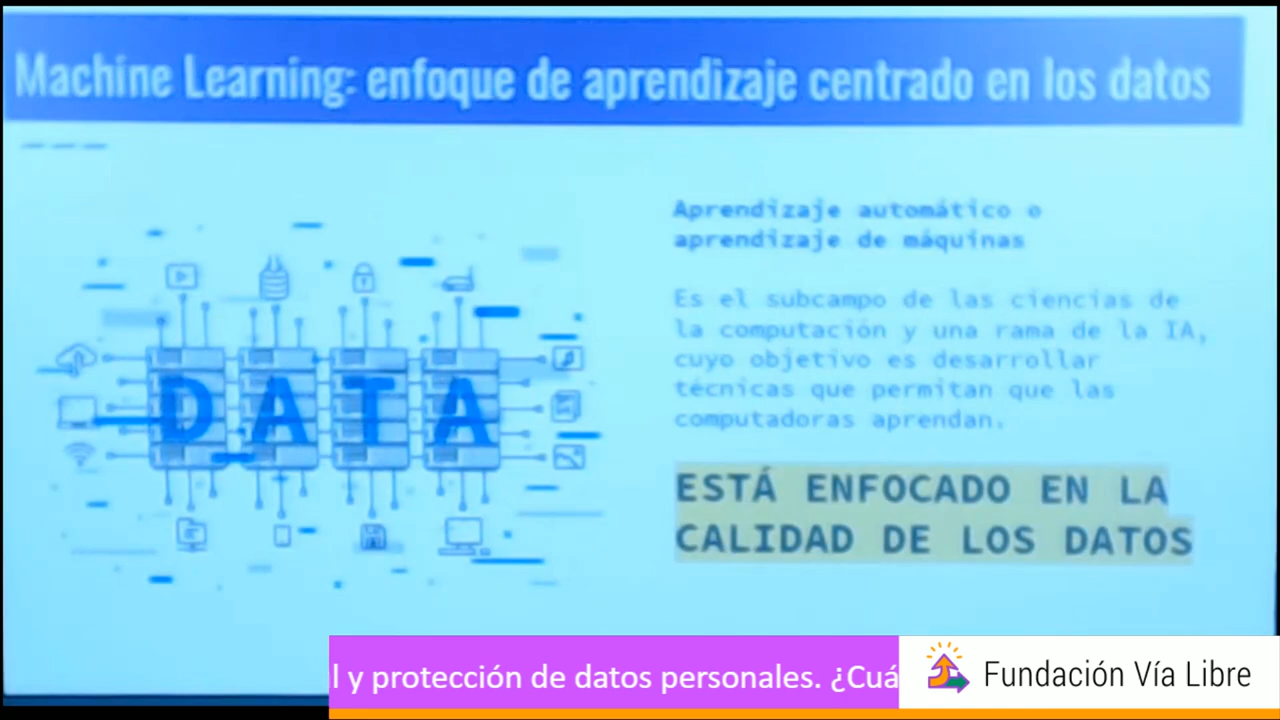 Machine Learning: enfoque de aprendizaje centrado en los datos
Aprendizaje automático o
aprendizaje de máquinas
Es el subcampo de las ciencias de
la computación y una rama de la IA,
cuyo objetivo es desarrollar
técnicas que permitan que las
computadoras aprendan.
DATA
ESTÁ ENFOCADO EN LA
CALIDAD DE LOS DATOS
l y protección de datos personales. ¿Cuá
Fundación Vía Libre